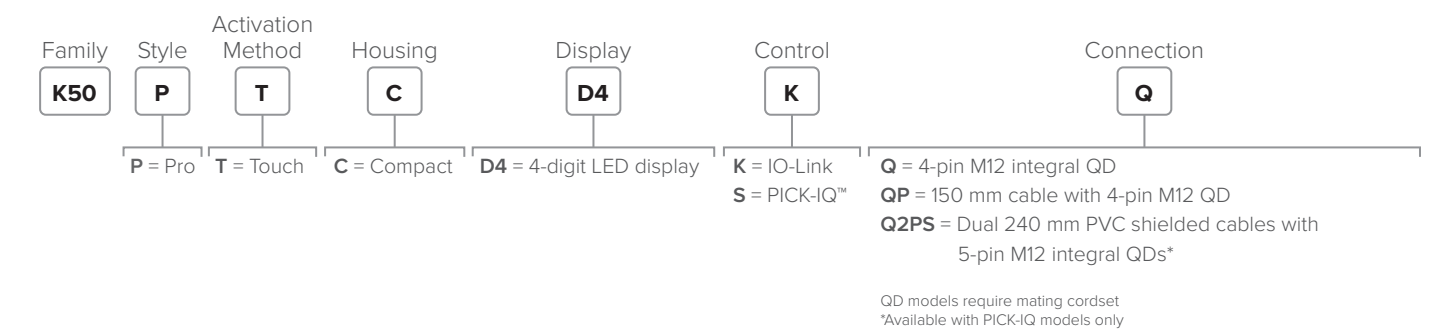 Activation
Family Style Method Housing Display Control Connection
K50 P T C D4 K Q
P = Pro T = Touch C = Compact D4 = 4-digit LED display K = IO-Link Q = 4-pin M12 integral QD
S = PICK-IQ™ QP = 150 mm cable with 4-pin M12 QD
Q2PS = Dual 240 mm PVC shielded cables with
5-pin M12 integral QDs*
QD models require mating cordset
*Available with PICK-IQ models only